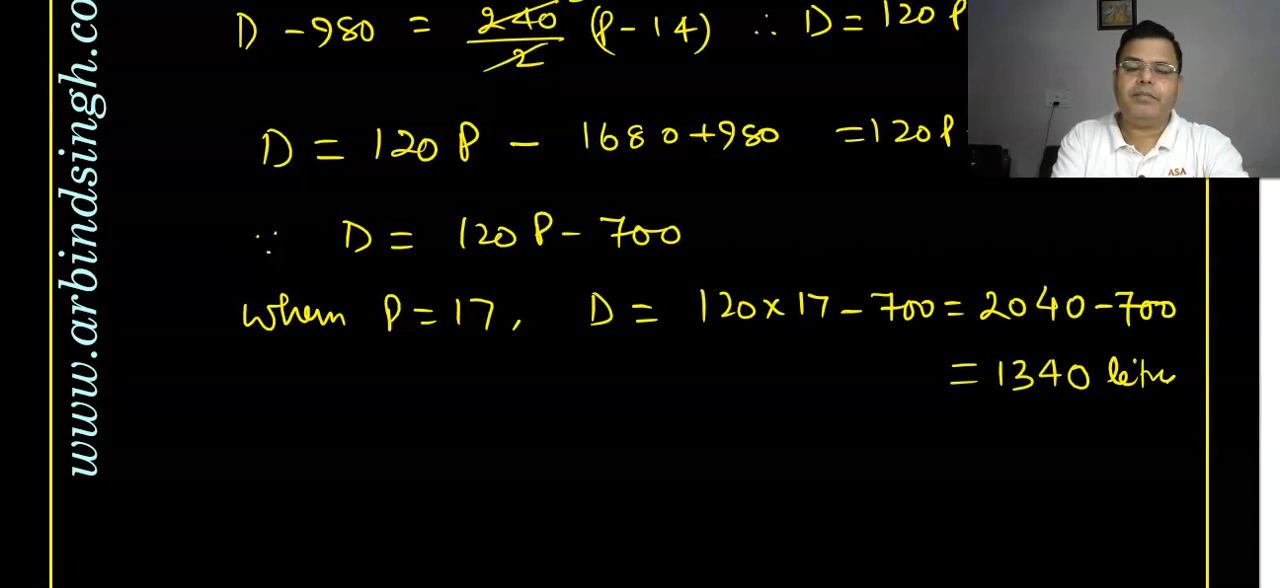 www.arbindsingh.co
D - 980 = 240/2 (P - 14) ∴ D = 120 P
D = 120 P - 1680 + 980 = 120 P
∵ D = 120 P - 700
when P = 17, D = 120 × 17 - 700 = 2040 - 700
= 1340 litre
ASA